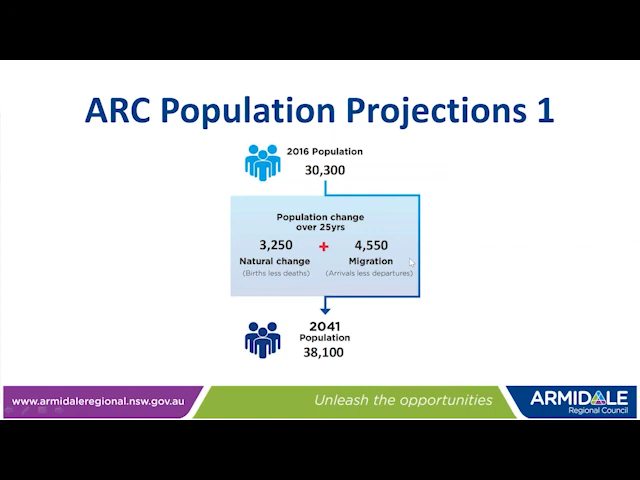 ARC Population Projections 1
2016 Population
30,300
Population change
over 25yrs
3,250 + 4,550
Natural change Migration
(Births less deaths) (Arrivals less departures)
2041
Population
38,100
www.armidaleregional.nsw.gov.au
Unleash the opportunities
ARMIDALE
Regional Council